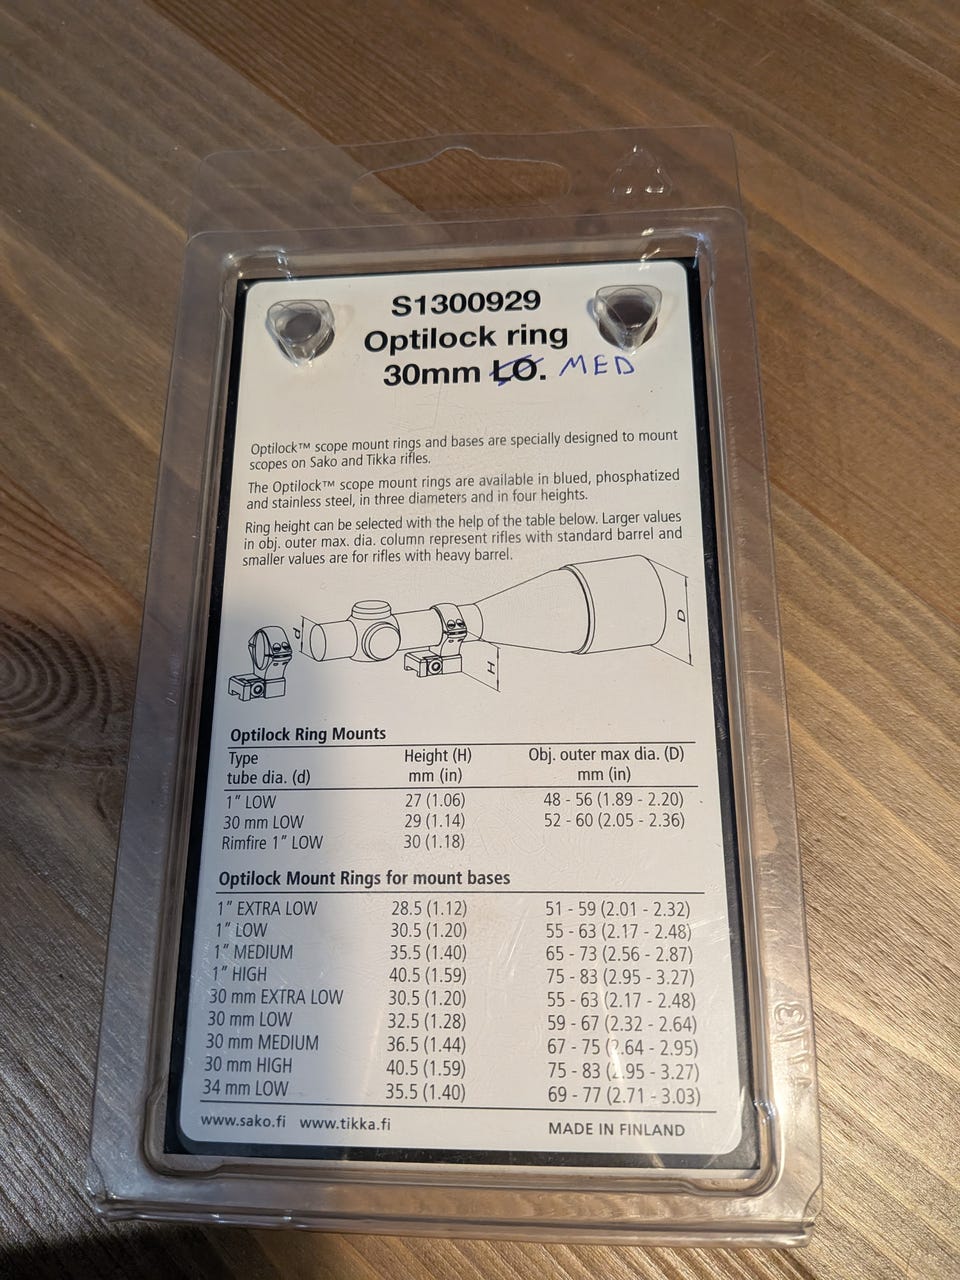 S1300929
Optilock ring
30mm LO. MED
Optilock™ scope mount rings and bases are specially designed to mount
scopes on Sako and Tikka rifles.
The Optilock™ scope mount rings are available in blued, phosphatized
and stainless steel, in three diameters and in four heights.
Ring height can be selected with the help of the table below. Larger values
in obj. outer max. dia. column represent rifles with standard barrel and
smaller values are for rifles with heavy barrel.
d
H
D
Optilock Ring Mounts
Type Height (H) Obj. outer max dia. (D)
tube dia. (d) mm (in) mm (in)
1” LOW 27 (1.06) 48 - 56 (1.89 - 2.20)
30 mm LOW 29 (1.14) 52 - 60 (2.05 - 2.36)
Rimfire 1” LOW 30 (1.18)
Optilock Mount Rings for mount bases
1” EXTRA LOW 28.5 (1.12) 51 - 59 (2.01 - 2.32)
1” LOW 30.5 (1.20) 55 - 63 (2.17 - 2.48)
1” MEDIUM 35.5 (1.40) 65 - 73 (2.56 - 2.87)
1” HIGH 40.5 (1.59) 75 - 83 (2.95 - 3.27)
30 mm EXTRA LOW 30.5 (1.20) 55 - 63 (2.17 - 2.48)
30 mm LOW 32.5 (1.28) 59 - 67 (2.32 - 2.64)
30 mm MEDIUM 36.5 (1.44) 67 - 75 (2.64 - 2.95)
30 mm HIGH 40.5 (1.59) 75 - 83 (2.95 - 3.27)
34 mm LOW 35.5 (1.40) 69 - 77 (2.71 - 3.03)
www.sako.fi www.tikka.fi MADE IN FINLAND